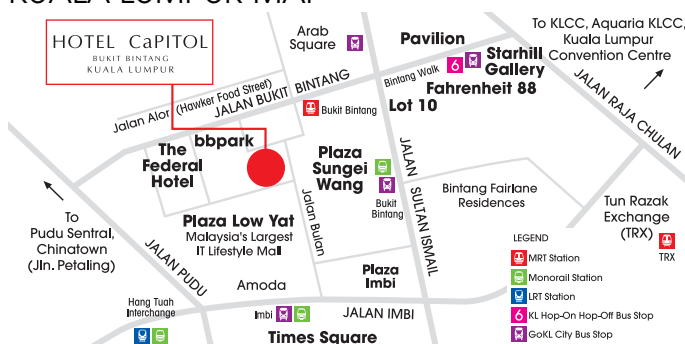 KUALA LUMPUR MAP
HOTEL CaPITOL
BUKIT BINTANG
KUALA LUMPUR
Arab
Square
Pavilion
To KLCC, Aquaria KLCC,
Kuala Lumpur
Convention Centre
Starhill
Gallery
6
Fahrenheit 88
Bintang Walk
Lot 10
JALAN RAJA CHULAN
Jalan Alor (Hawker Food Street)
JALAN BUKIT BINTANG
Bukit Bintang
bbpark
The
Federal
Hotel
Plaza
Sungei
Wang
Bukit
Bintang
JALAN SULTAN ISMAIL
Bintang Fairlane
Residences
Tun Razak
Exchange
(TRX)
TRX
To
Pudu Sentral,
Chinatown
(Jln. Petaling)
JALAN PUDU
Plaza Low Yat
Malaysia's Largest
IT Lifestyle Mall
Jalan Bulan
Plaza
Imbi
Amoda
Imbi
JALAN IMBI
Times Square
Hang Tuah
Interchange
LEGEND
MRT Station
Monorail Station
LRT Station
6 KL Hop-On Hop-Off Bus Stop
GoKL City Bus Stop